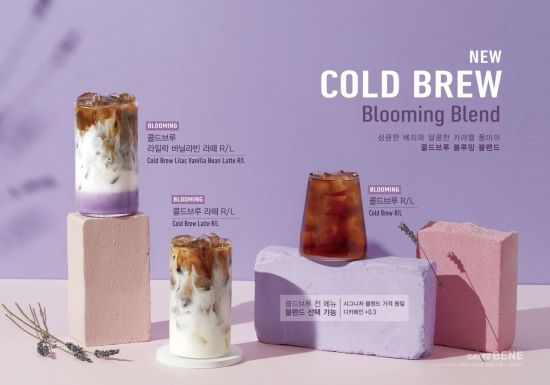 NEW
COLD BREW
Blooming Blend
상큼한 베리와 달콤한 카라멜 풍미의
콜드브루 블루밍 블렌드
BLOOMING
콜드브루
라일락 바닐라빈 라떼 R/L
Cold Brew Lilac Vanilla Bean Latte R/L
BLOOMING
콜드브루 라떼 R/L
Cold Brew Latte R/L
BLOOMING
콜드브루 R/L
Cold Brew R/L
콜드브루 전 메뉴
블렌드 선택 가능
시그니처 블렌드 가격 동일
디카페인 +0.3
CAFFE BENE